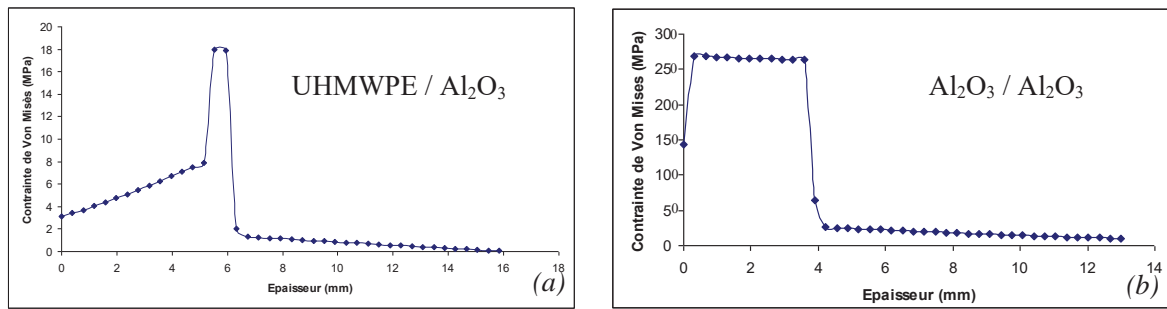 Contrainte de Von Misès (MPa)
20
18
16
14
12
10
8
6
4
2
0
UHMWPE / Al₂O₃
0 2 4 6 8 10 12 14 16 18
Epaisseur (mm)
(a)
Contrainte de Von Mises (MPa)
300
250
200
150
100
50
0
Al₂O₃ / Al₂O₃
0 2 4 6 8 10 12 14
Epaisseur (mm)
(b)